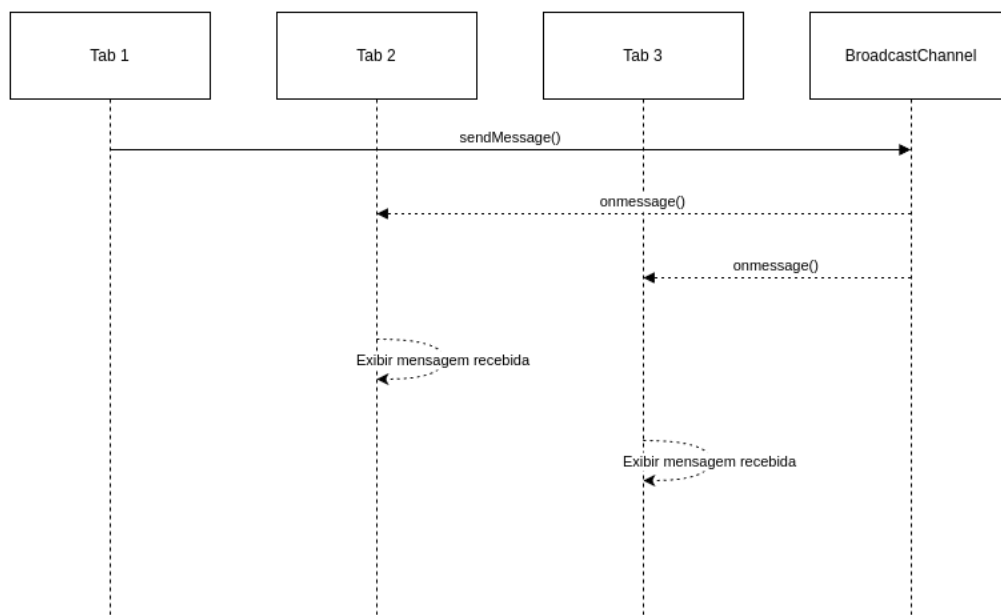 Tab 1
Tab 2
Tab 3
BroadcastChannel
sendMessage()
onmessage()
onmessage()
Exibir mensagem recebida
Exibir mensagem recebida